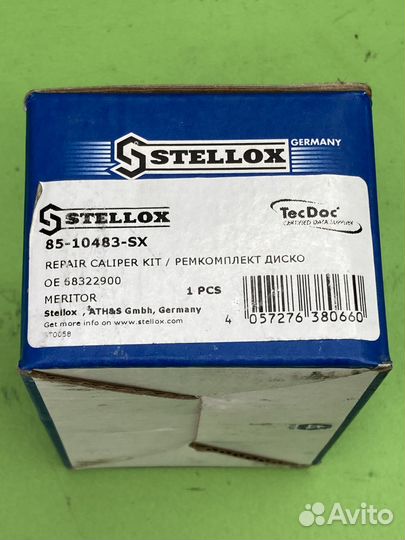 STELLOX
GERMANY
STELLOX
TecDoc
CERTIFIED DATA SUPPLIER
85-10483-SX
REPAIR CALIPER KIT / РЕМКОМПЛЕКТ ДИСКО
OE 68322900
1 PCS
MERITOR
Stellox , ATH&S Gmbh, Germany
Get more info on www.stellox.com
ST0058
4 057276 380660
Avito